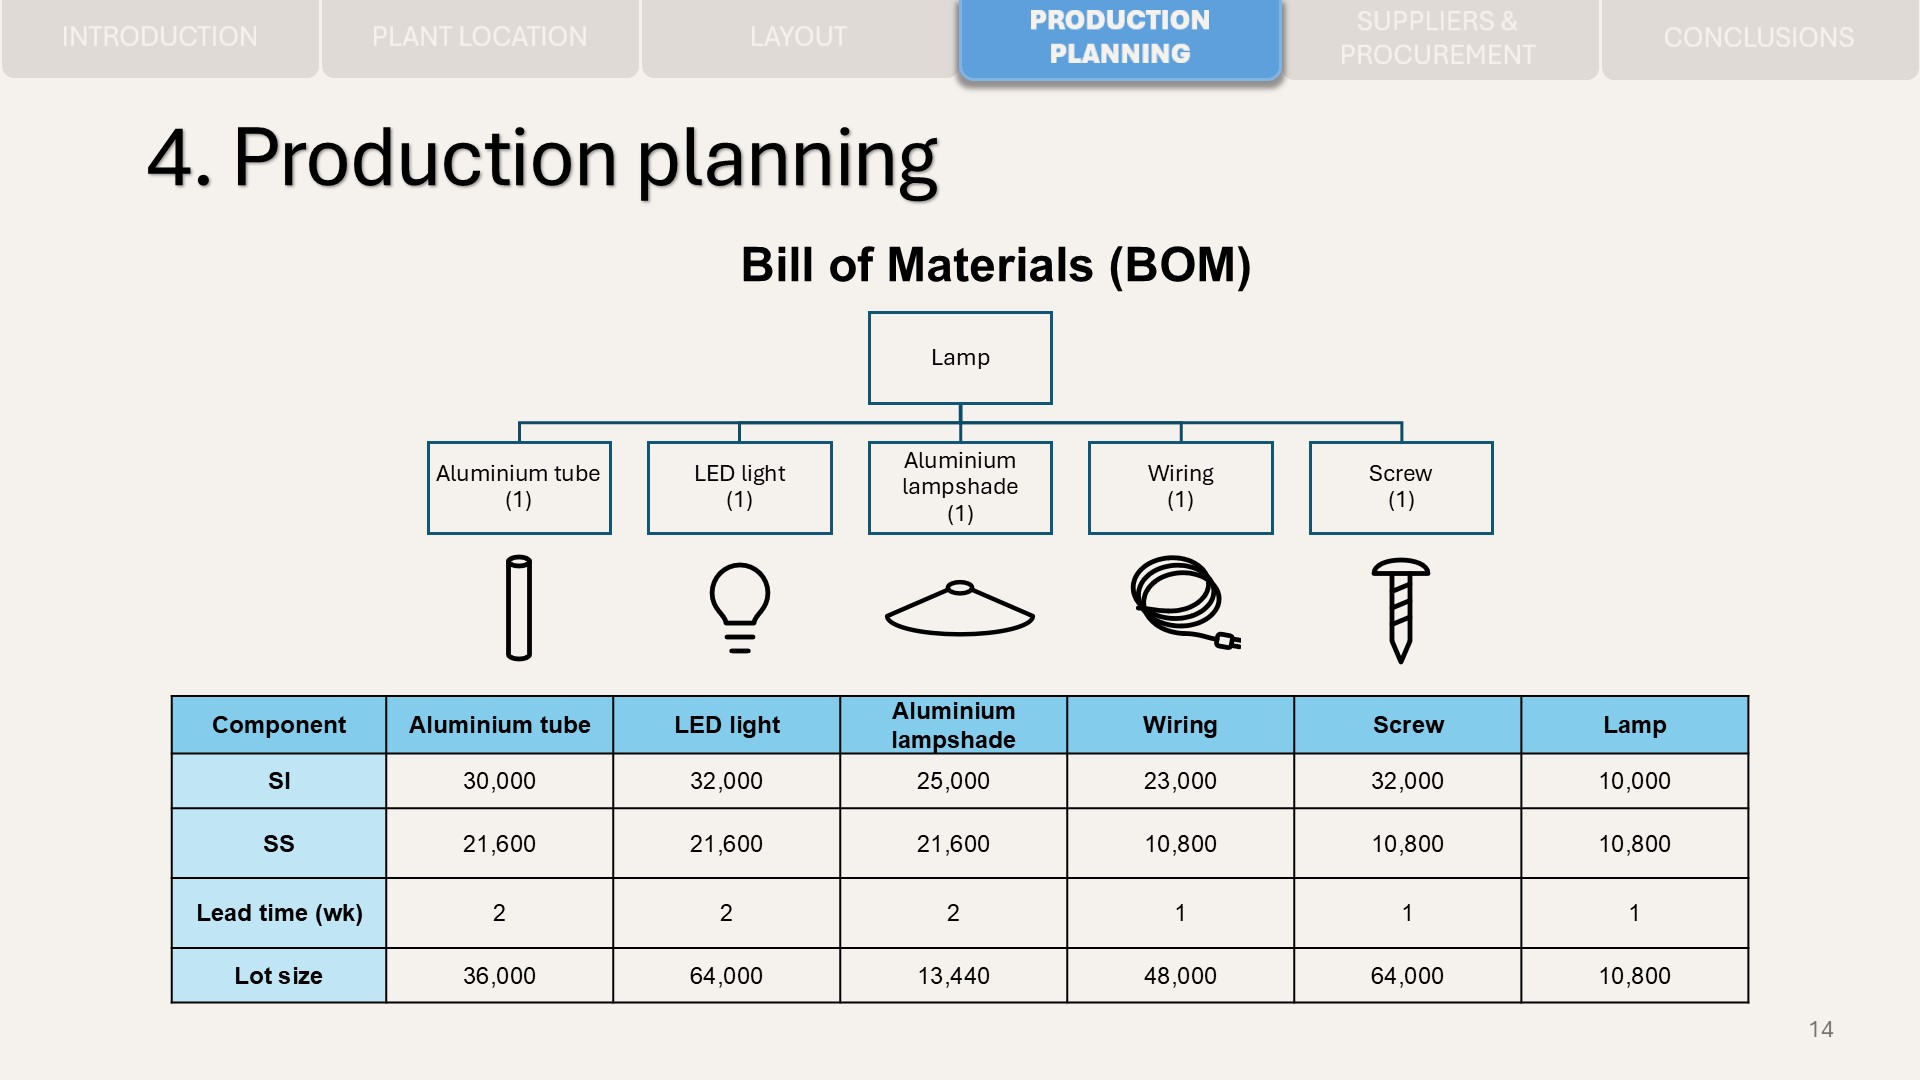 INTRODUCTION
PLANT LOCATION
LAYOUT
PRODUCTION
PLANNING
SUPPLIERS &
PROCUREMENT
CONCLUSIONS
4. Production planning
Bill of Materials (BOM)
Lamp
Aluminium tube
(1)
LED light
(1)
Aluminium
lampshade
(1)
Wiring
(1)
Screw
(1)
Component Aluminium tube LED light Aluminium lampshade Wiring Screw Lamp
SI 30,000 32,000 25,000 23,000 32,000 10,000
SS 21,600 21,600 21,600 10,800 10,800 10,800
Lead time (wk) 2 2 2 1 1 1
Lot size 36,000 64,000 13,440 48,000 64,000 10,800
14